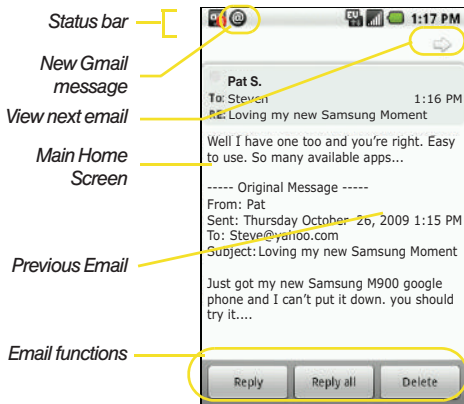 Status bar
1:17 PM
New Gmail
message
View next email
Pat S.
To: Steven 1:16 PM
RE: Loving my new Samsung Moment
Main Home
Screen
Well I have one too and you're right. Easy
to use. So many available apps...
----- Original Message -----
From: Pat
Sent: Thursday October 26, 2009 1:15 PM
To: Steve@yahoo.com
Subject: Loving my new Samsung Moment
Previous Email
Just got my new Samsung M900 google
phone and I can't put it down. you should
try it....
Email functions
Reply Reply all Delete